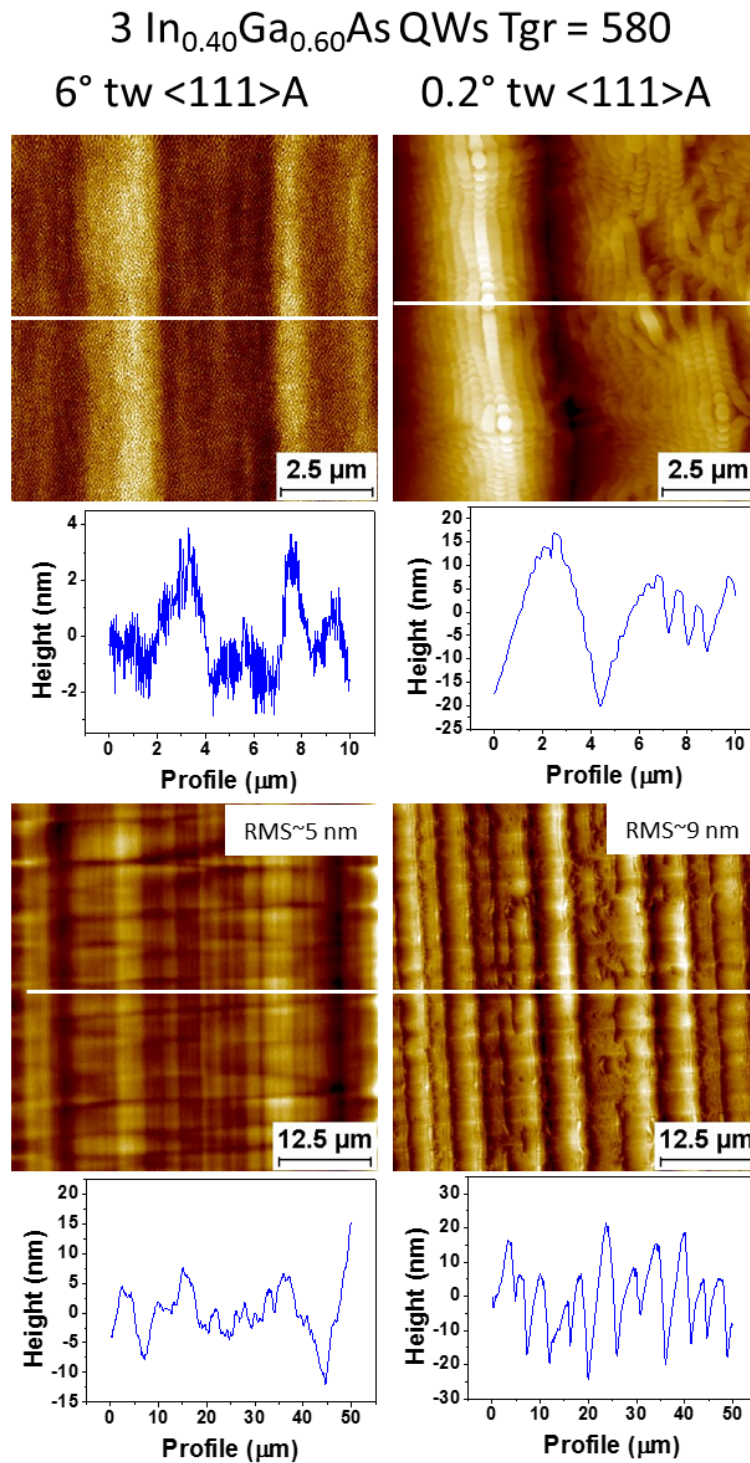 3 In0.40Ga0.60As QWs Tgr = 580
6° tw <111>A
0.2° tw <111>A
2.5 µm
2.5 µm
4
2
0
-2
Height (nm)
0 2 4 6 8 10
Profile (µm)
20
15
10
5
0
-5
-10
-15
-20
-25
Height (nm)
0 2 4 6 8 10
Profile (µm)
RMS~5 nm
RMS~9 nm
12.5 µm
12.5 µm
20
15
10
5
0
-5
-10
-15
Height (nm)
0 10 20 30 40 50
Profile (µm)
30
20
10
0
-10
-20
-30
Height (nm)
0 10 20 30 40 50
Profile (µm)